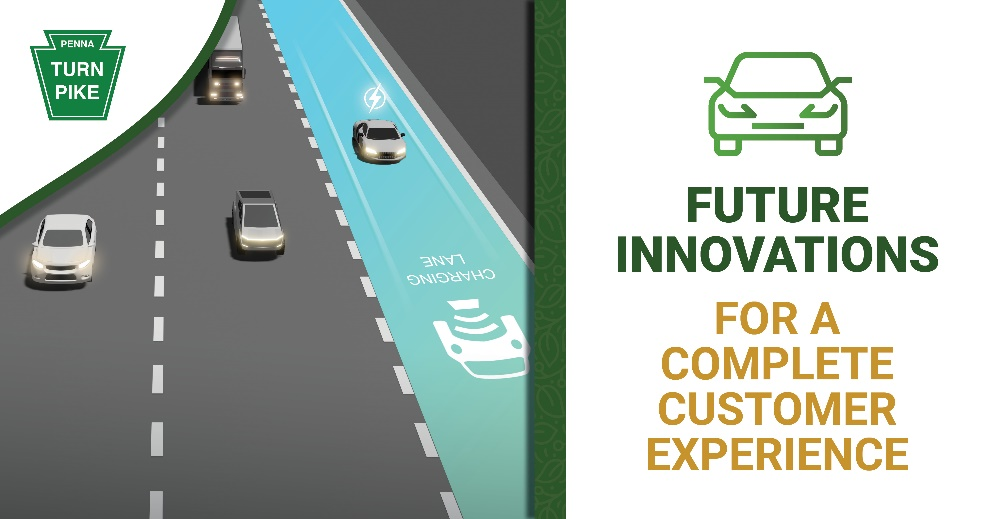 PENNA
TURN
PIKE
CHARGING
LANE
FUTURE
INNOVATIONS
FOR A
COMPLETE
CUSTOMER
EXPERIENCE